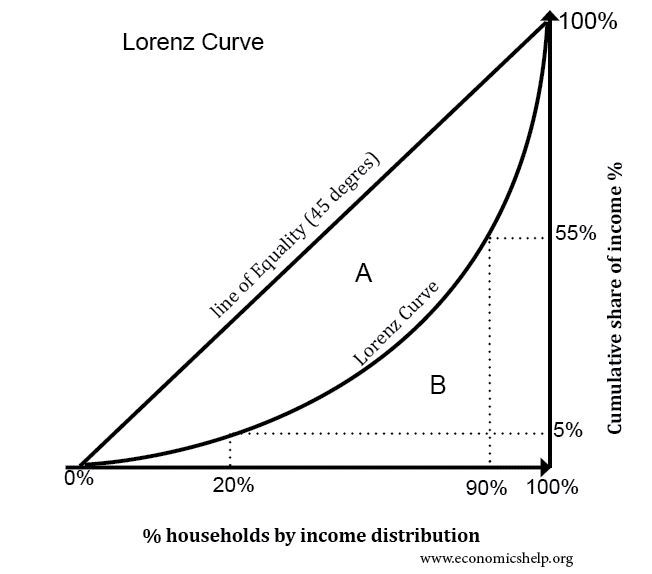 Lorenz Curve
100%
line of Equality (45 degres)
55%
A
Lorenz Curve
B
Cumulative share of income %
5%
0%
20%
90%
100%
% households by income distribution
www.economicshelp.org